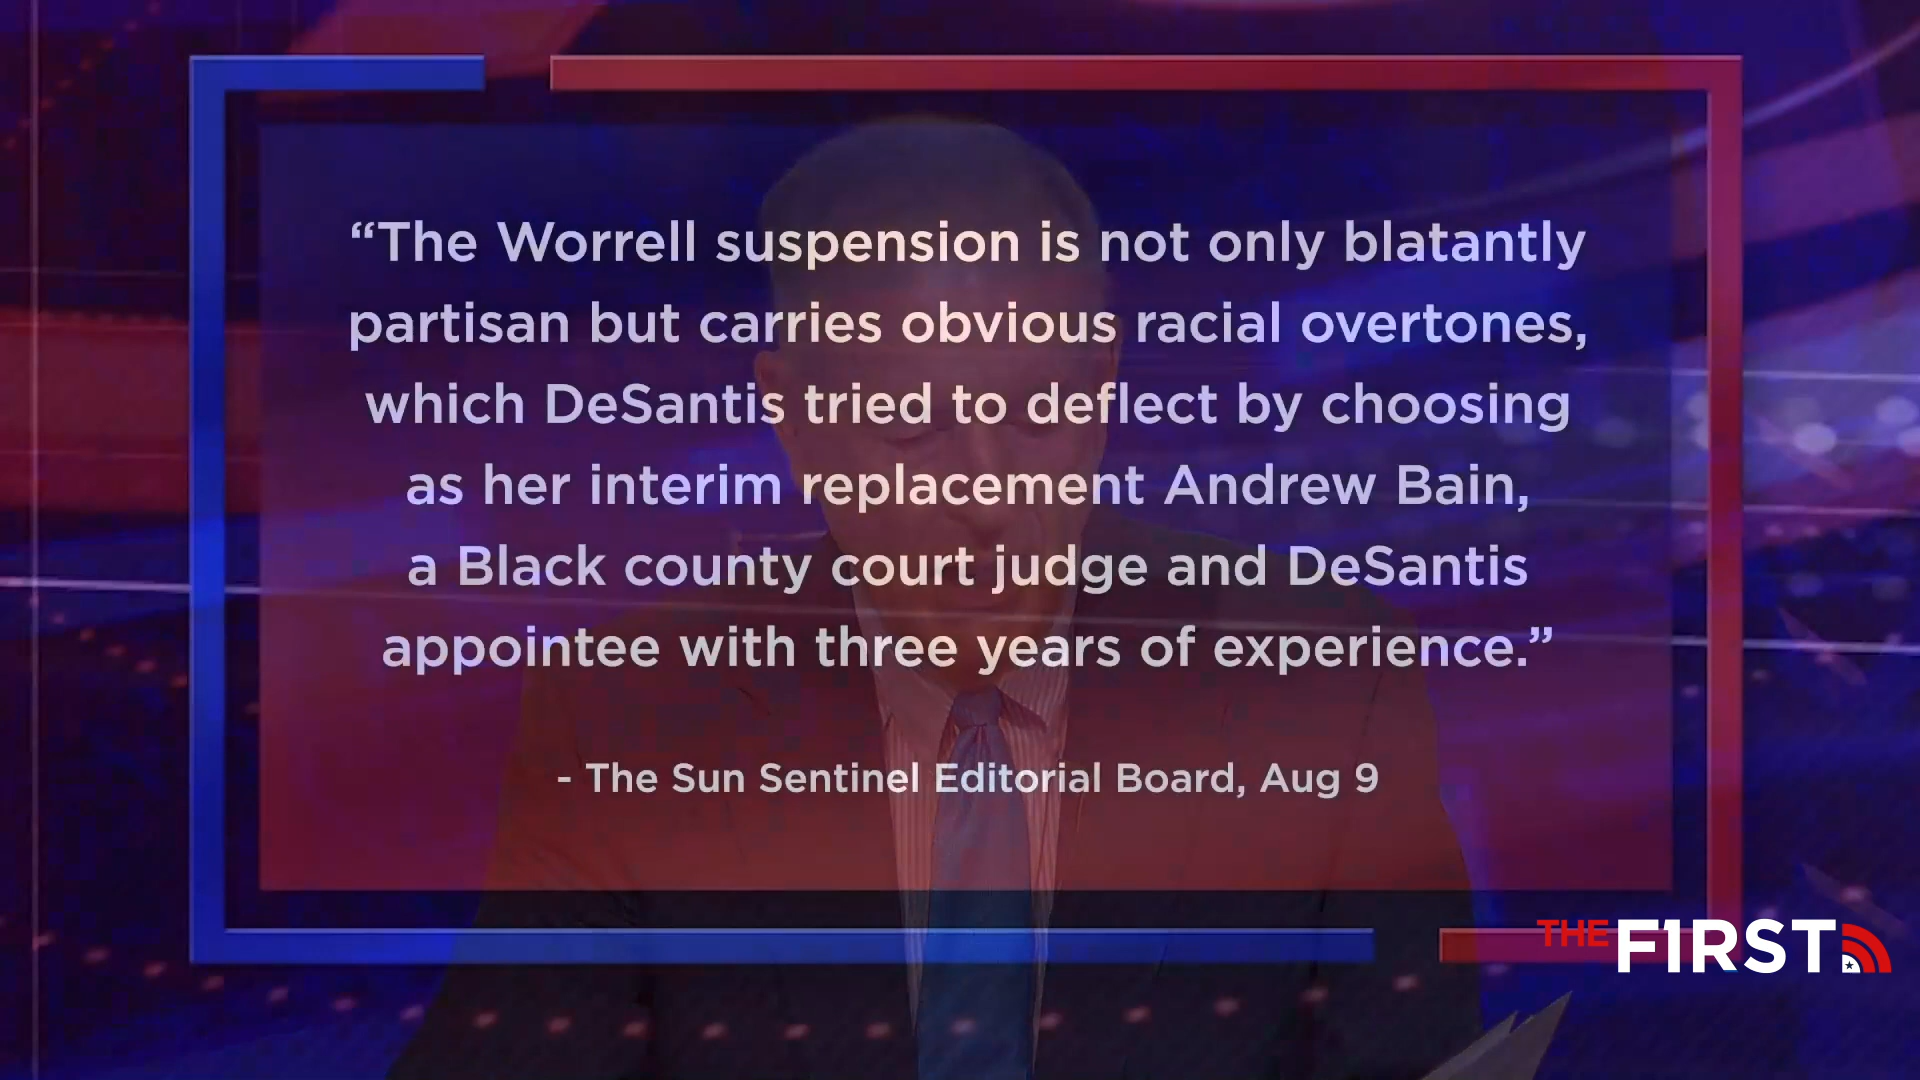 “The Worrell suspension is not only blatantly
partisan but carries obvious racial overtones,
which DeSantis tried to deflect by choosing
as her interim replacement Andrew Bain,
a Black county court judge and DeSantis
appointee with three years of experience.”
- The Sun Sentinel Editorial Board, Aug 9
THE FIRST